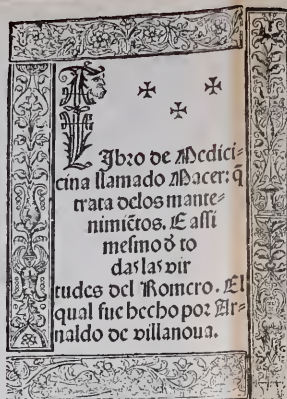 LIbro de Medici=
cina llamado Macer: q̃
trata delos mante-
nimiẽtos. E assi
mesmo ð to
das las vir
tudes del Romero. El
qual fue hecho por Ar=
naldo de villanoua.